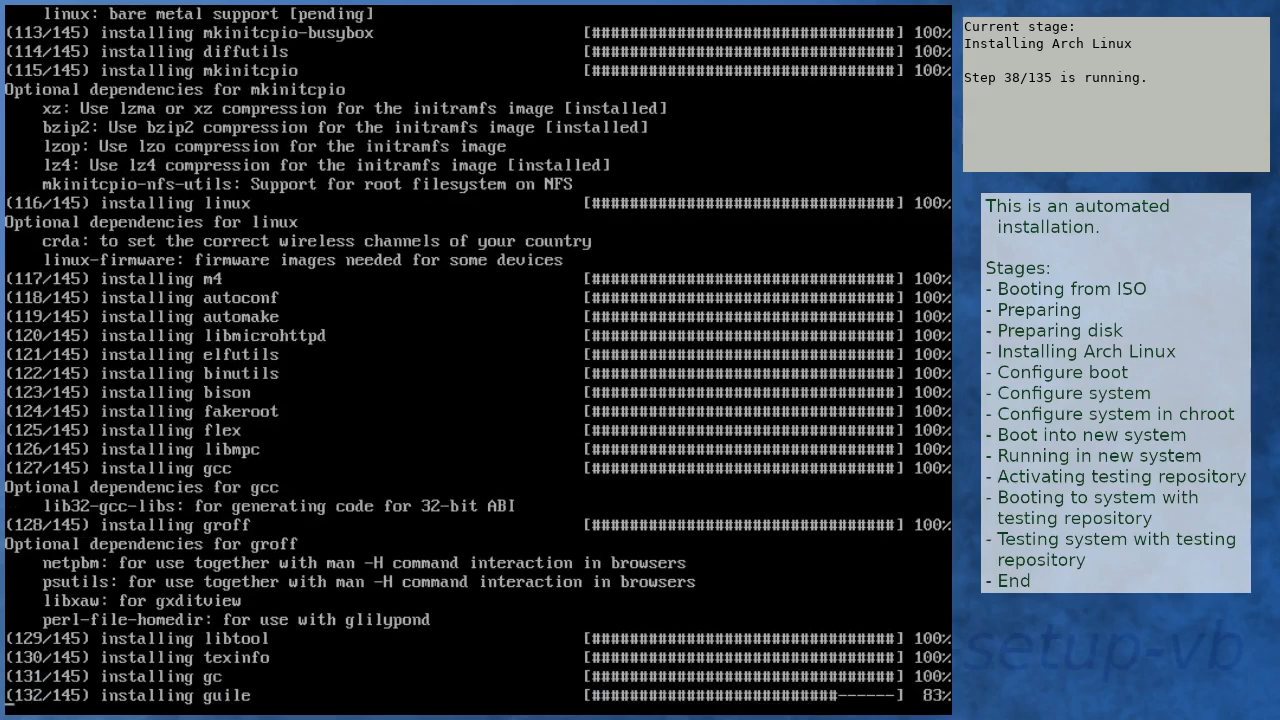 linux: bare metal support [pending]
(113/145) installing mkinitcpio-busybox [################################] 100%
(114/145) installing diffutils [################################] 100%
(115/145) installing mkinitcpio [################################] 100%
Optional dependencies for mkinitcpio
xz: Use lzma or xz compression for the initramfs image [installed]
bzip2: Use bzip2 compression for the initramfs image [installed]
lzop: Use lzo compression for the initramfs image
lz4: Use lz4 compression for the initramfs image [installed]
mkinitcpio-nfs-utils: Support for root filesystem on NFS
(116/145) installing linux [################################] 100%
Optional dependencies for linux
crda: to set the correct wireless channels of your country
linux-firmware: firmware images needed for some devices
(117/145) installing m4 [################################] 100%
(118/145) installing autoconf [################################] 100%
(119/145) installing automake [################################] 100%
(120/145) installing libmicrohttpd [################################] 100%
(121/145) installing elfutils [################################] 100%
(122/145) installing binutils [################################] 100%
(123/145) installing bison [################################] 100%
(124/145) installing fakeroot [################################] 100%
(125/145) installing flex [################################] 100%
(126/145) installing libmpc [################################] 100%
(127/145) installing gcc [################################] 100%
Optional dependencies for gcc
lib32-gcc-libs: for generating code for 32-bit ABI
(128/145) installing groff [################################] 100%
Optional dependencies for groff
netpbm: for use together with man -H command interaction in browsers
psutils: for use together with man -H command interaction in browsers
libxaw: for gxditview
perl-file-homedir: for use with glilypond
(129/145) installing libtool [################################] 100%
(130/145) installing texinfo [################################] 100%
(131/145) installing gc [################################] 100%
(132/145) installing guile [##########################------] 83%
Current stage:
Installing Arch Linux
Step 38/135 is running.
This is an automated
installation.
Stages:
- Booting from ISO
- Preparing
- Preparing disk
- Installing Arch Linux
- Configure boot
- Configure system
- Configure system in chroot
- Boot into new system
- Running in new system
- Activating testing repository
- Booting to system with
testing repository
- Testing system with testing
repository
- End
setup-vb